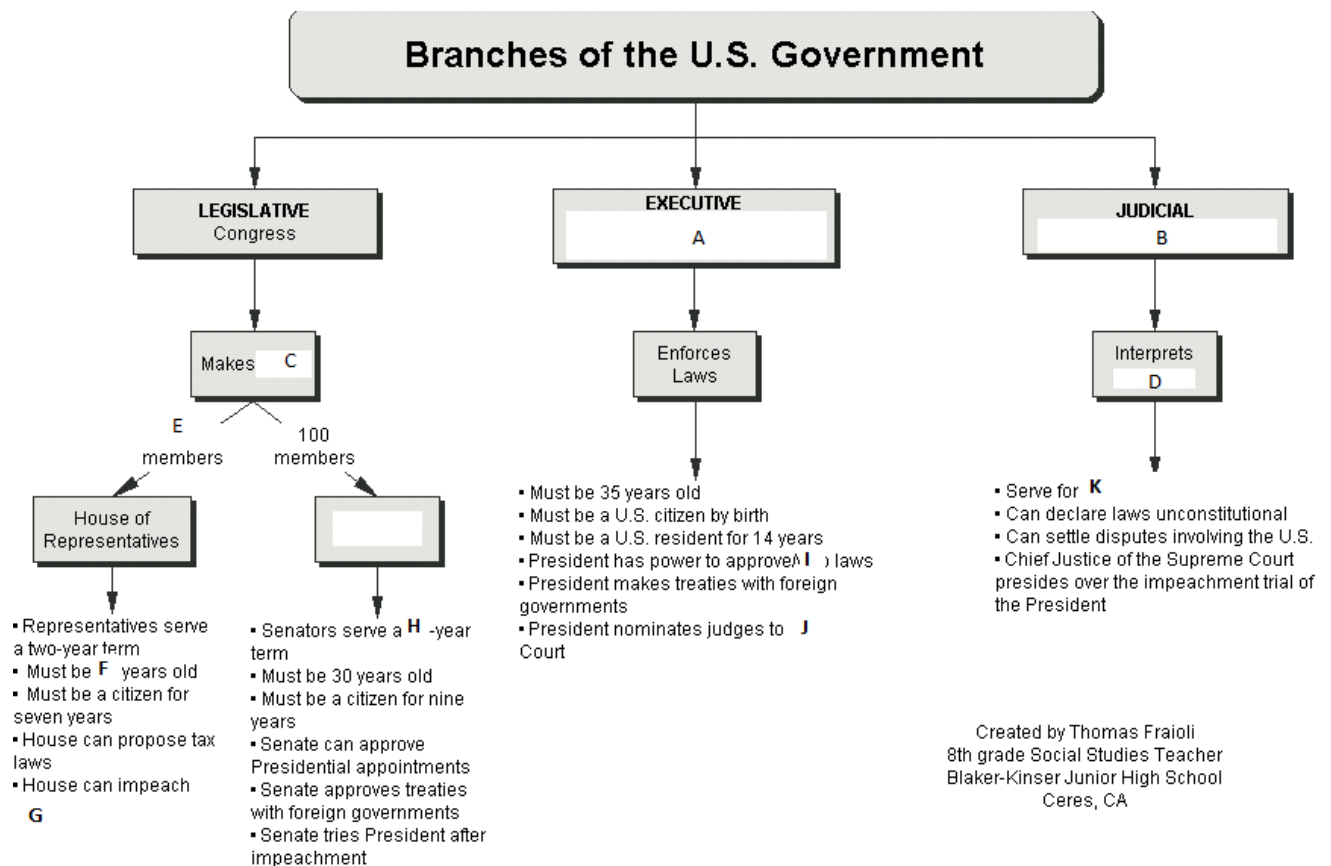 Branches of the U.S. Government
LEGISLATIVE
Congress
EXECUTIVE
A
JUDICIAL
B
Makes C
Enforces
Laws
Interprets
D
E
members
100
members
House of
Representatives
▪ Representatives serve
a two-year term
▪ Must be F years old
▪ Must be a citizen for
seven years
▪ House can propose tax
laws
▪ House can impeach
G
▪ Senators serve a H -year
term
▪ Must be 30 years old
▪ Must be a citizen for nine
years
▪ Senate can approve
Presidential appointments
▪ Senate approves treaties
with foreign governments
▪ Senate tries President after
impeachment
▪ Must be 35 years old
▪ Must be a U.S. citizen by birth
▪ Must be a U.S. resident for 14 years
▪ President has power to approve/ I laws
▪ President makes treaties with foreign
governments
▪ President nominates judges to J
Court
▪ Serve for K
▪ Can declare laws unconstitutional
▪ Can settle disputes involving the U.S.
▪ Chief Justice of the Supreme Court
presides over the impeachment trial of
the President
Created by Thomas Fraioli
8th grade Social Studies Teacher
Blaker-Kinser Junior High School
Ceres, CA